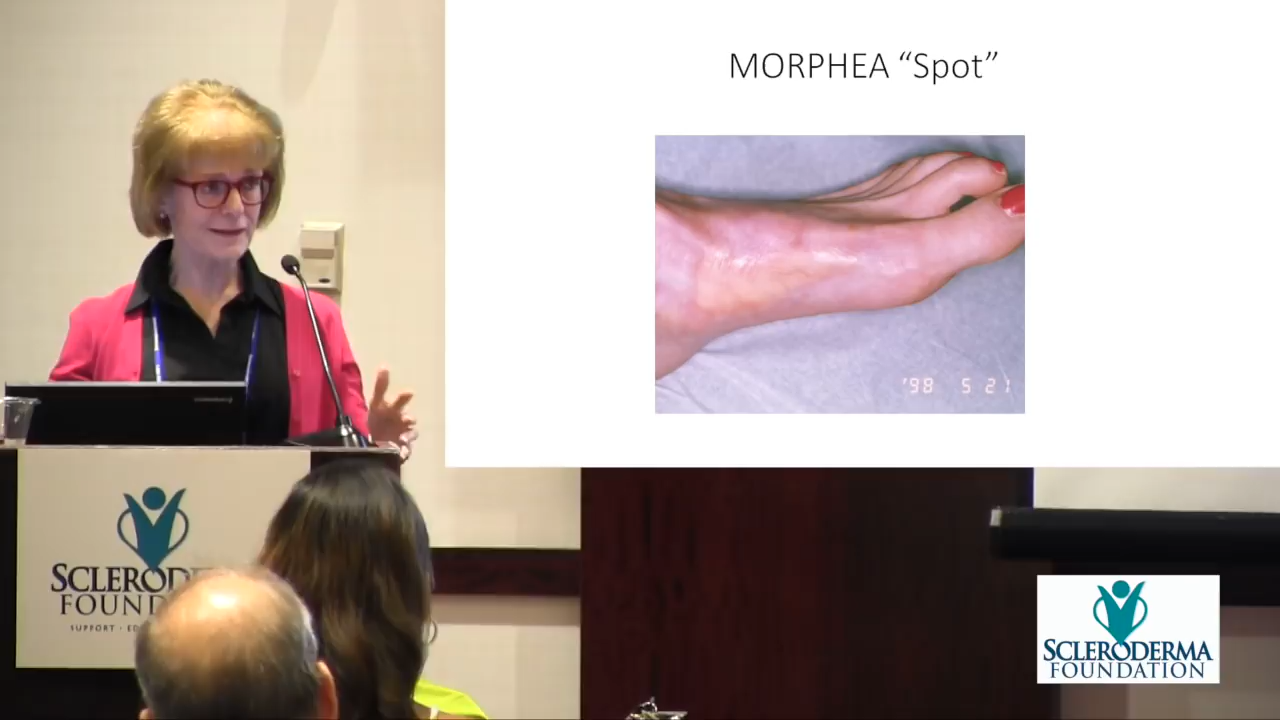 MORPHEA “Spot”
'98 5 21
SCLERODE
FOUND
SUPPORT · ED
SCLERODERMA
FOUNDATION